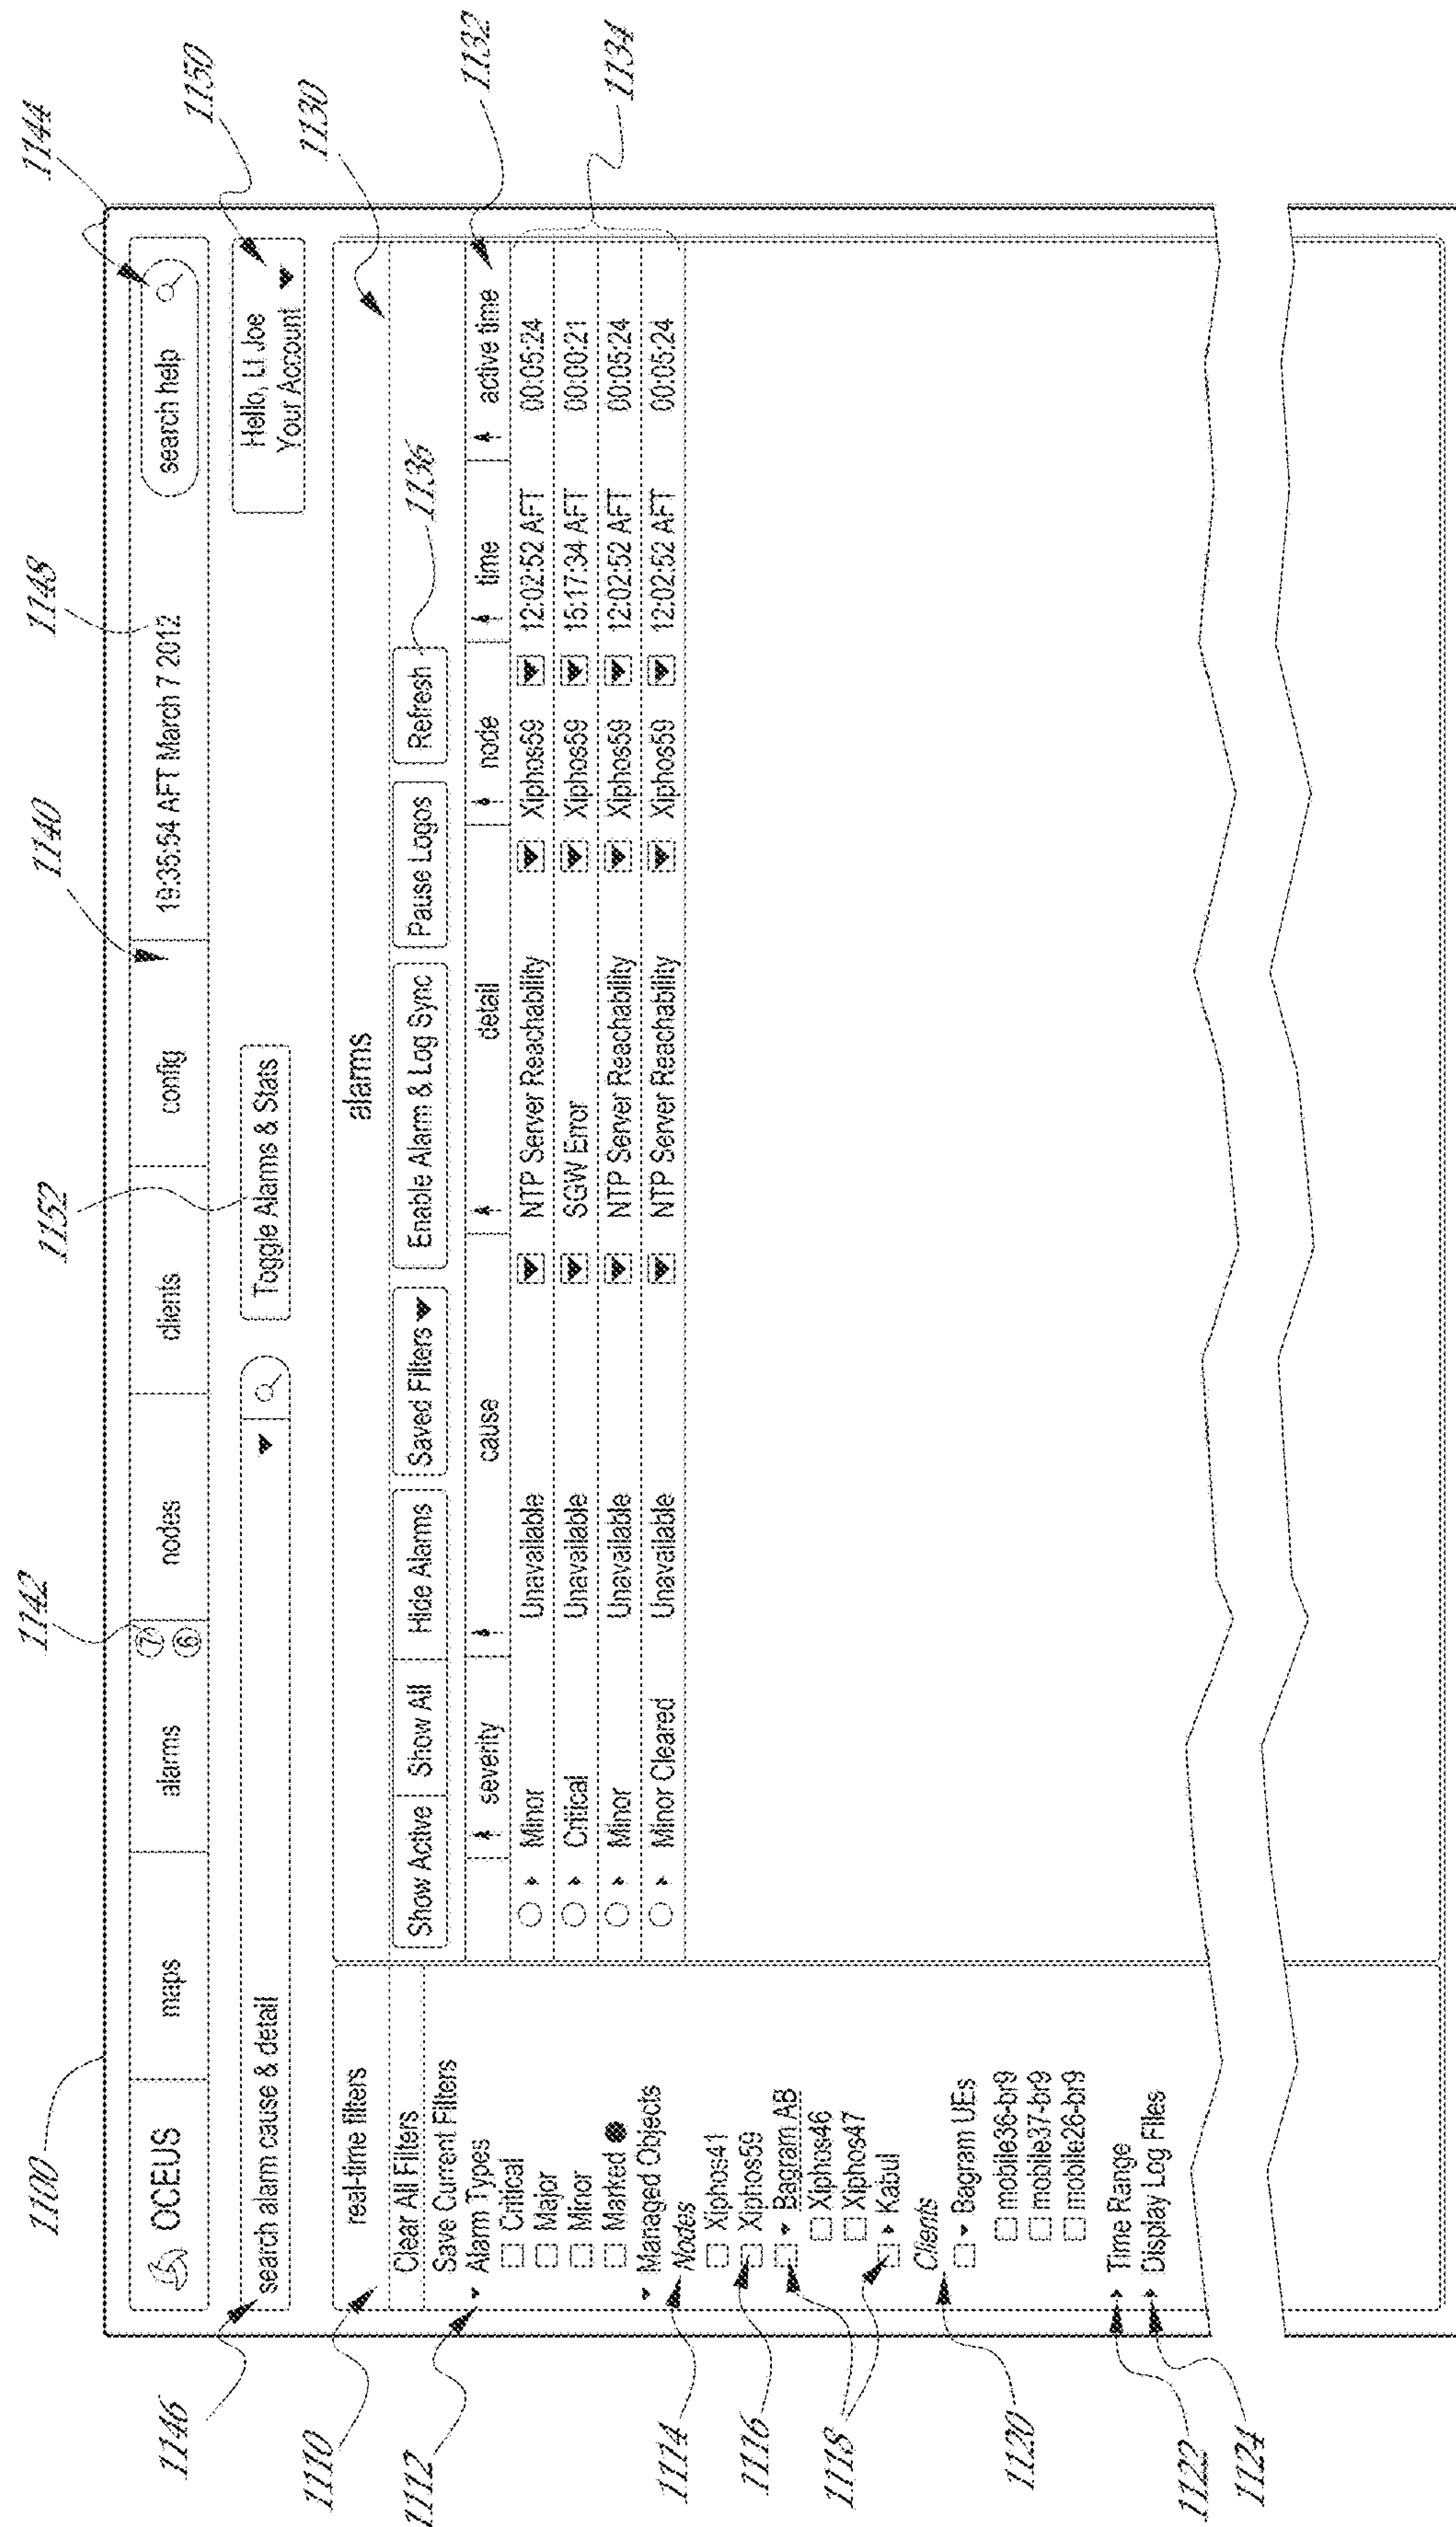 1100
1142
1152
1140
1148
1144
OCEUS
maps
alarms
7
6
nodes
clients
config
19:35:54 AFT March 7 2012
search help
1146
search alarm cause & detail
Toggle Alarms & Stats
Hello, Lt Joe
Your Account
1150
1110
real-time filters
Clear All Filters
Save Current Filters
1112
Alarm Types
Critical
Major
Minor
Marked
Managed Objects
1114
Nodes
Xiphos41
1116
Xiphos59
1118
Bagram AB
Xiphos46
Xiphos47
Kabul
1120
Clients
Bagram UEs
mobile36-br9
mobile37-br9
mobile26-br9
1122
Time Range
1124
Display Log Files
alarms
1130
Show Active
Show All
Hide Alarms
Saved Filters
Enable Alarm & Log Sync
Pause Logos
Refresh
1136
severity cause detail node time active time
1132
Minor Unavailable NTP Server Reachability Xiphos59 12:02:52 AFT 00:05:24
Critical Unavailable SGW Error Xiphos59 15:17:34 AFT 00:00:21
Minor Unavailable NTP Server Reachability Xiphos59 12:02:52 AFT 00:05:24
Minor Cleared Unavailable NTP Server Reachability Xiphos59 12:02:52 AFT 00:05:24
1134